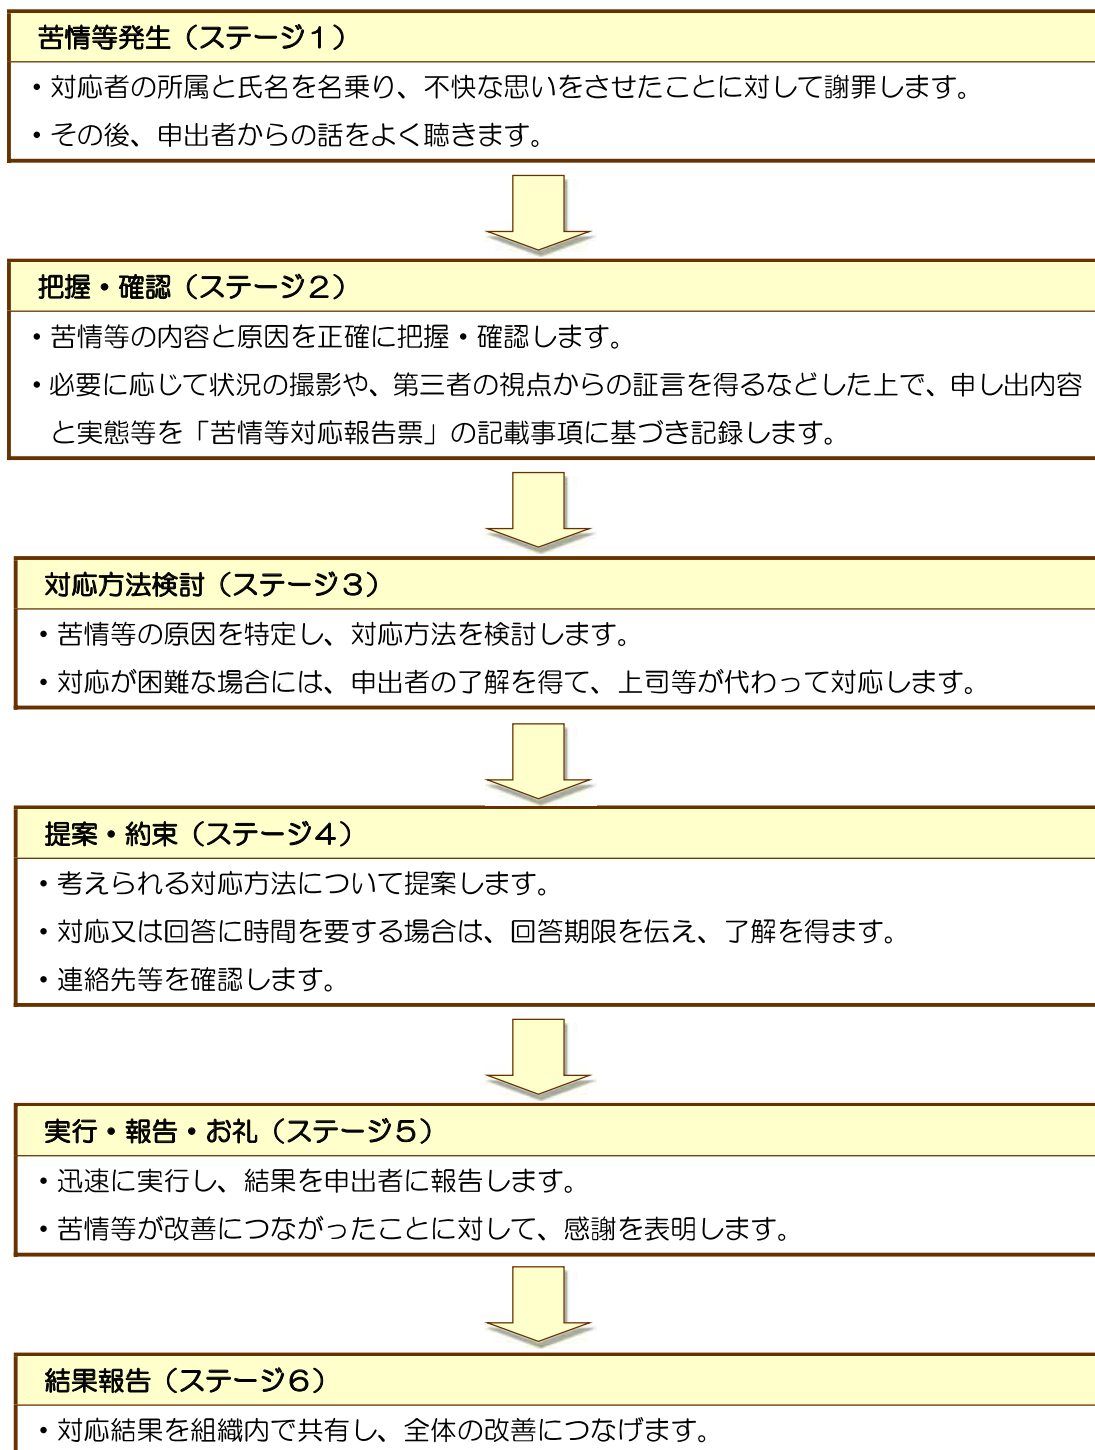 苦情等発生（ステージ１）
・対応者の所属と氏名を名乗り、不快な思いをさせたことに対して謝罪します。
・その後、申出者からの話をよく聴きます。
把握・確認（ステージ２）
・苦情等の内容と原因を正確に把握・確認します。
・必要に応じて状況の撮影や、第三者の視点からの証言を得るなどした上で、申し出内容
と実態等を「苦情等対応報告票」の記載事項に基づき記録します。
対応方法検討（ステージ３）
・苦情等の原因を特定し、対応方法を検討します。
・対応が困難な場合には、申出者の了解を得て、上司等が代わって対応します。
提案・約束（ステージ４）
・考えられる対応方法について提案します。
・対応又は回答に時間を要する場合は、回答期限を伝え、了解を得ます。
・連絡先等を確認します。
実行・報告・お礼（ステージ５）
・迅速に実行し、結果を申出者に報告します。
・苦情等が改善につながったことに対して、感謝を表明します。
結果報告（ステージ６）
・対応結果を組織内で共有し、全体の改善につなげます。